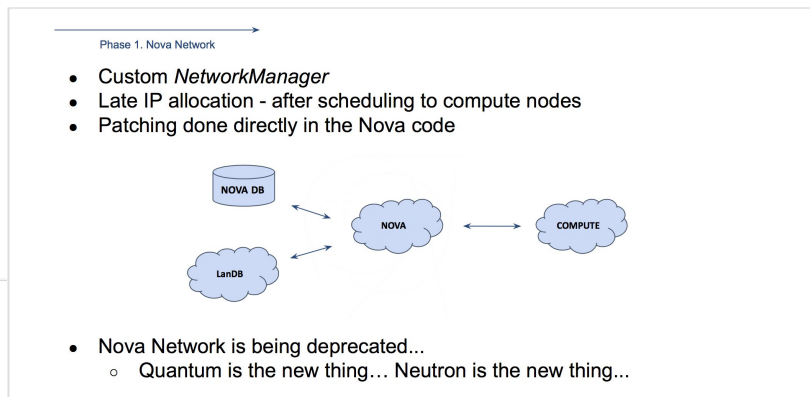 Phase 1. Nova Network
● Custom NetworkManager
● Late IP allocation - after scheduling to compute nodes
● Patching done directly in the Nova code
NOVA DB
NOVA
COMPUTE
LanDB
● Nova Network is being deprecated...
○ Quantum is the new thing… Neutron is the new thing...